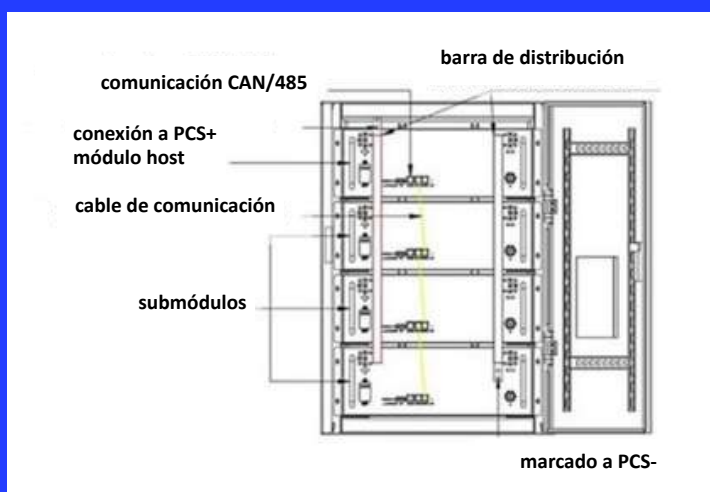 barra de distribución
comunicación CAN/485
conexión a PCS+
módulo host
cable de comunicación
submódulos
marcado a PCS-